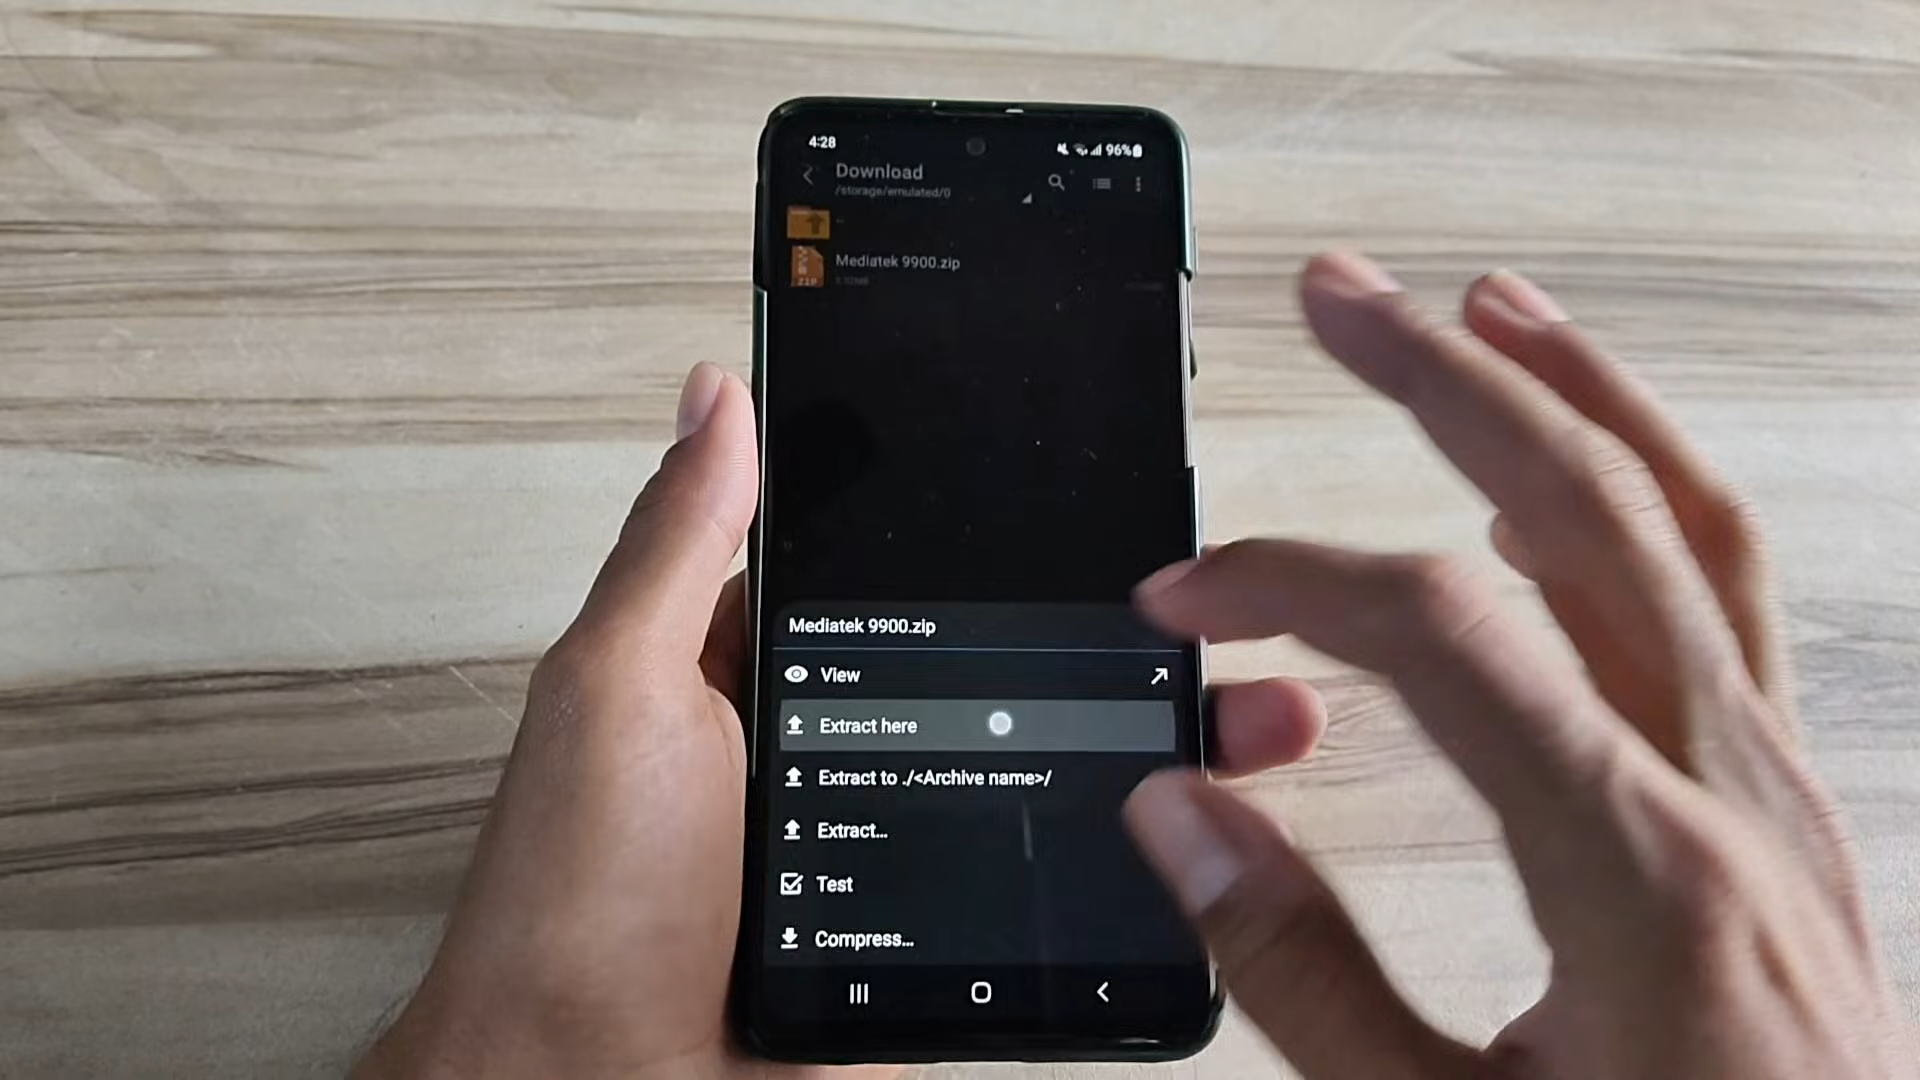 4:28
96%
Download
/storage/emulated/0
..
Mediatek 9900.zip
ZIP
Mediatek 9900.zip
View
Extract here
Extract to ./<Archive name>/
Extract...
Test
Compress...